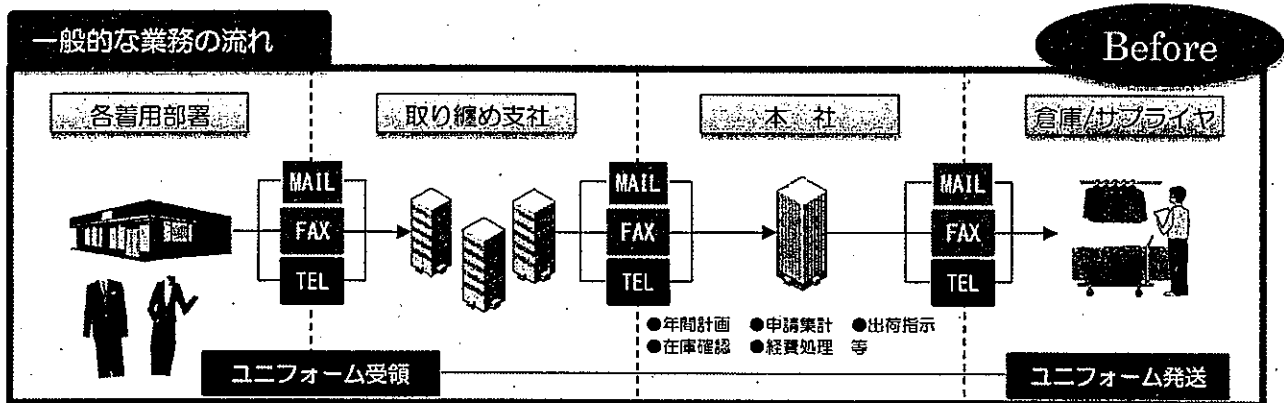 一般的な業務の流れ
Before
各着用部署
取り纏め支社
本 社
倉庫/サプライヤ
MAIL
FAX
TEL
MAIL
FAX
TEL
MAIL
FAX
TEL
●年間計画 ●申請集計 ●出荷指示
●在庫確認 ●経費処理 等
ユニフォーム受領
ユニフォーム発送